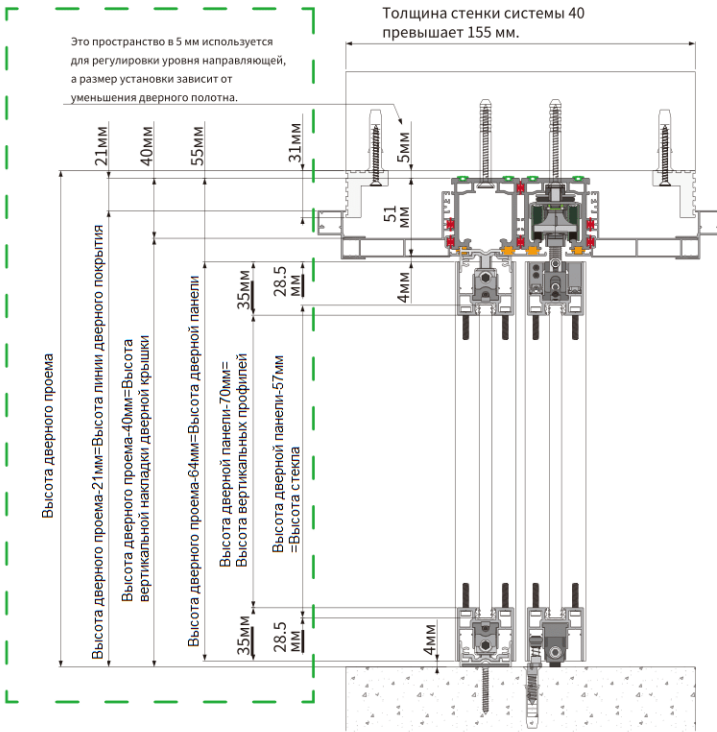 Толщина стенки системы 40
превышает 155 мм.
Это пространство в 5 мм используется
для регулировки уровня направляющей,
а размер установки зависит от
уменьшения дверного полотна.
21мм
40мм
55мм
31мм
5мм
51
мм
4мм
35мм
28.5
мм
Высота дверного проема
Высота дверного проема-21мм=Высота линии дверного покрытия
Высота дверного проема-40мм=Высота
вертикальной накладки дверной крышки
Высота дверного проема-64мм=Высота дверной панели
Высота дверной панели-70мм=
Высота вертикальных профилей
Высота дверной панели-57мм
=Высота стекла
35мм
28.5
мм
4мм